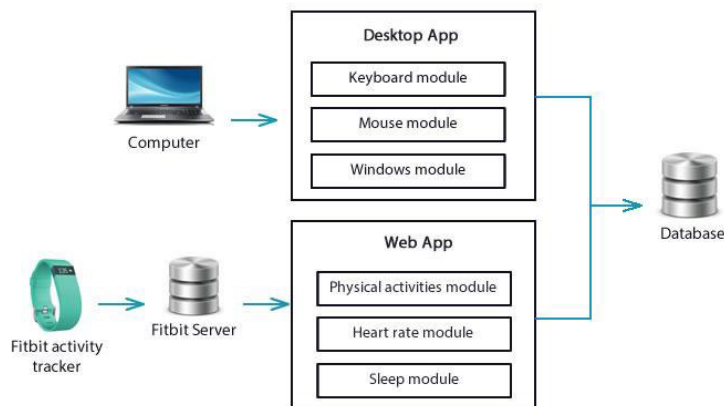 Desktop App
Keyboard module
Mouse module
Windows module
Computer
Database
Web App
Physical activities module
Heart rate module
Sleep module
Fitbit Server
Fitbit activity
tracker